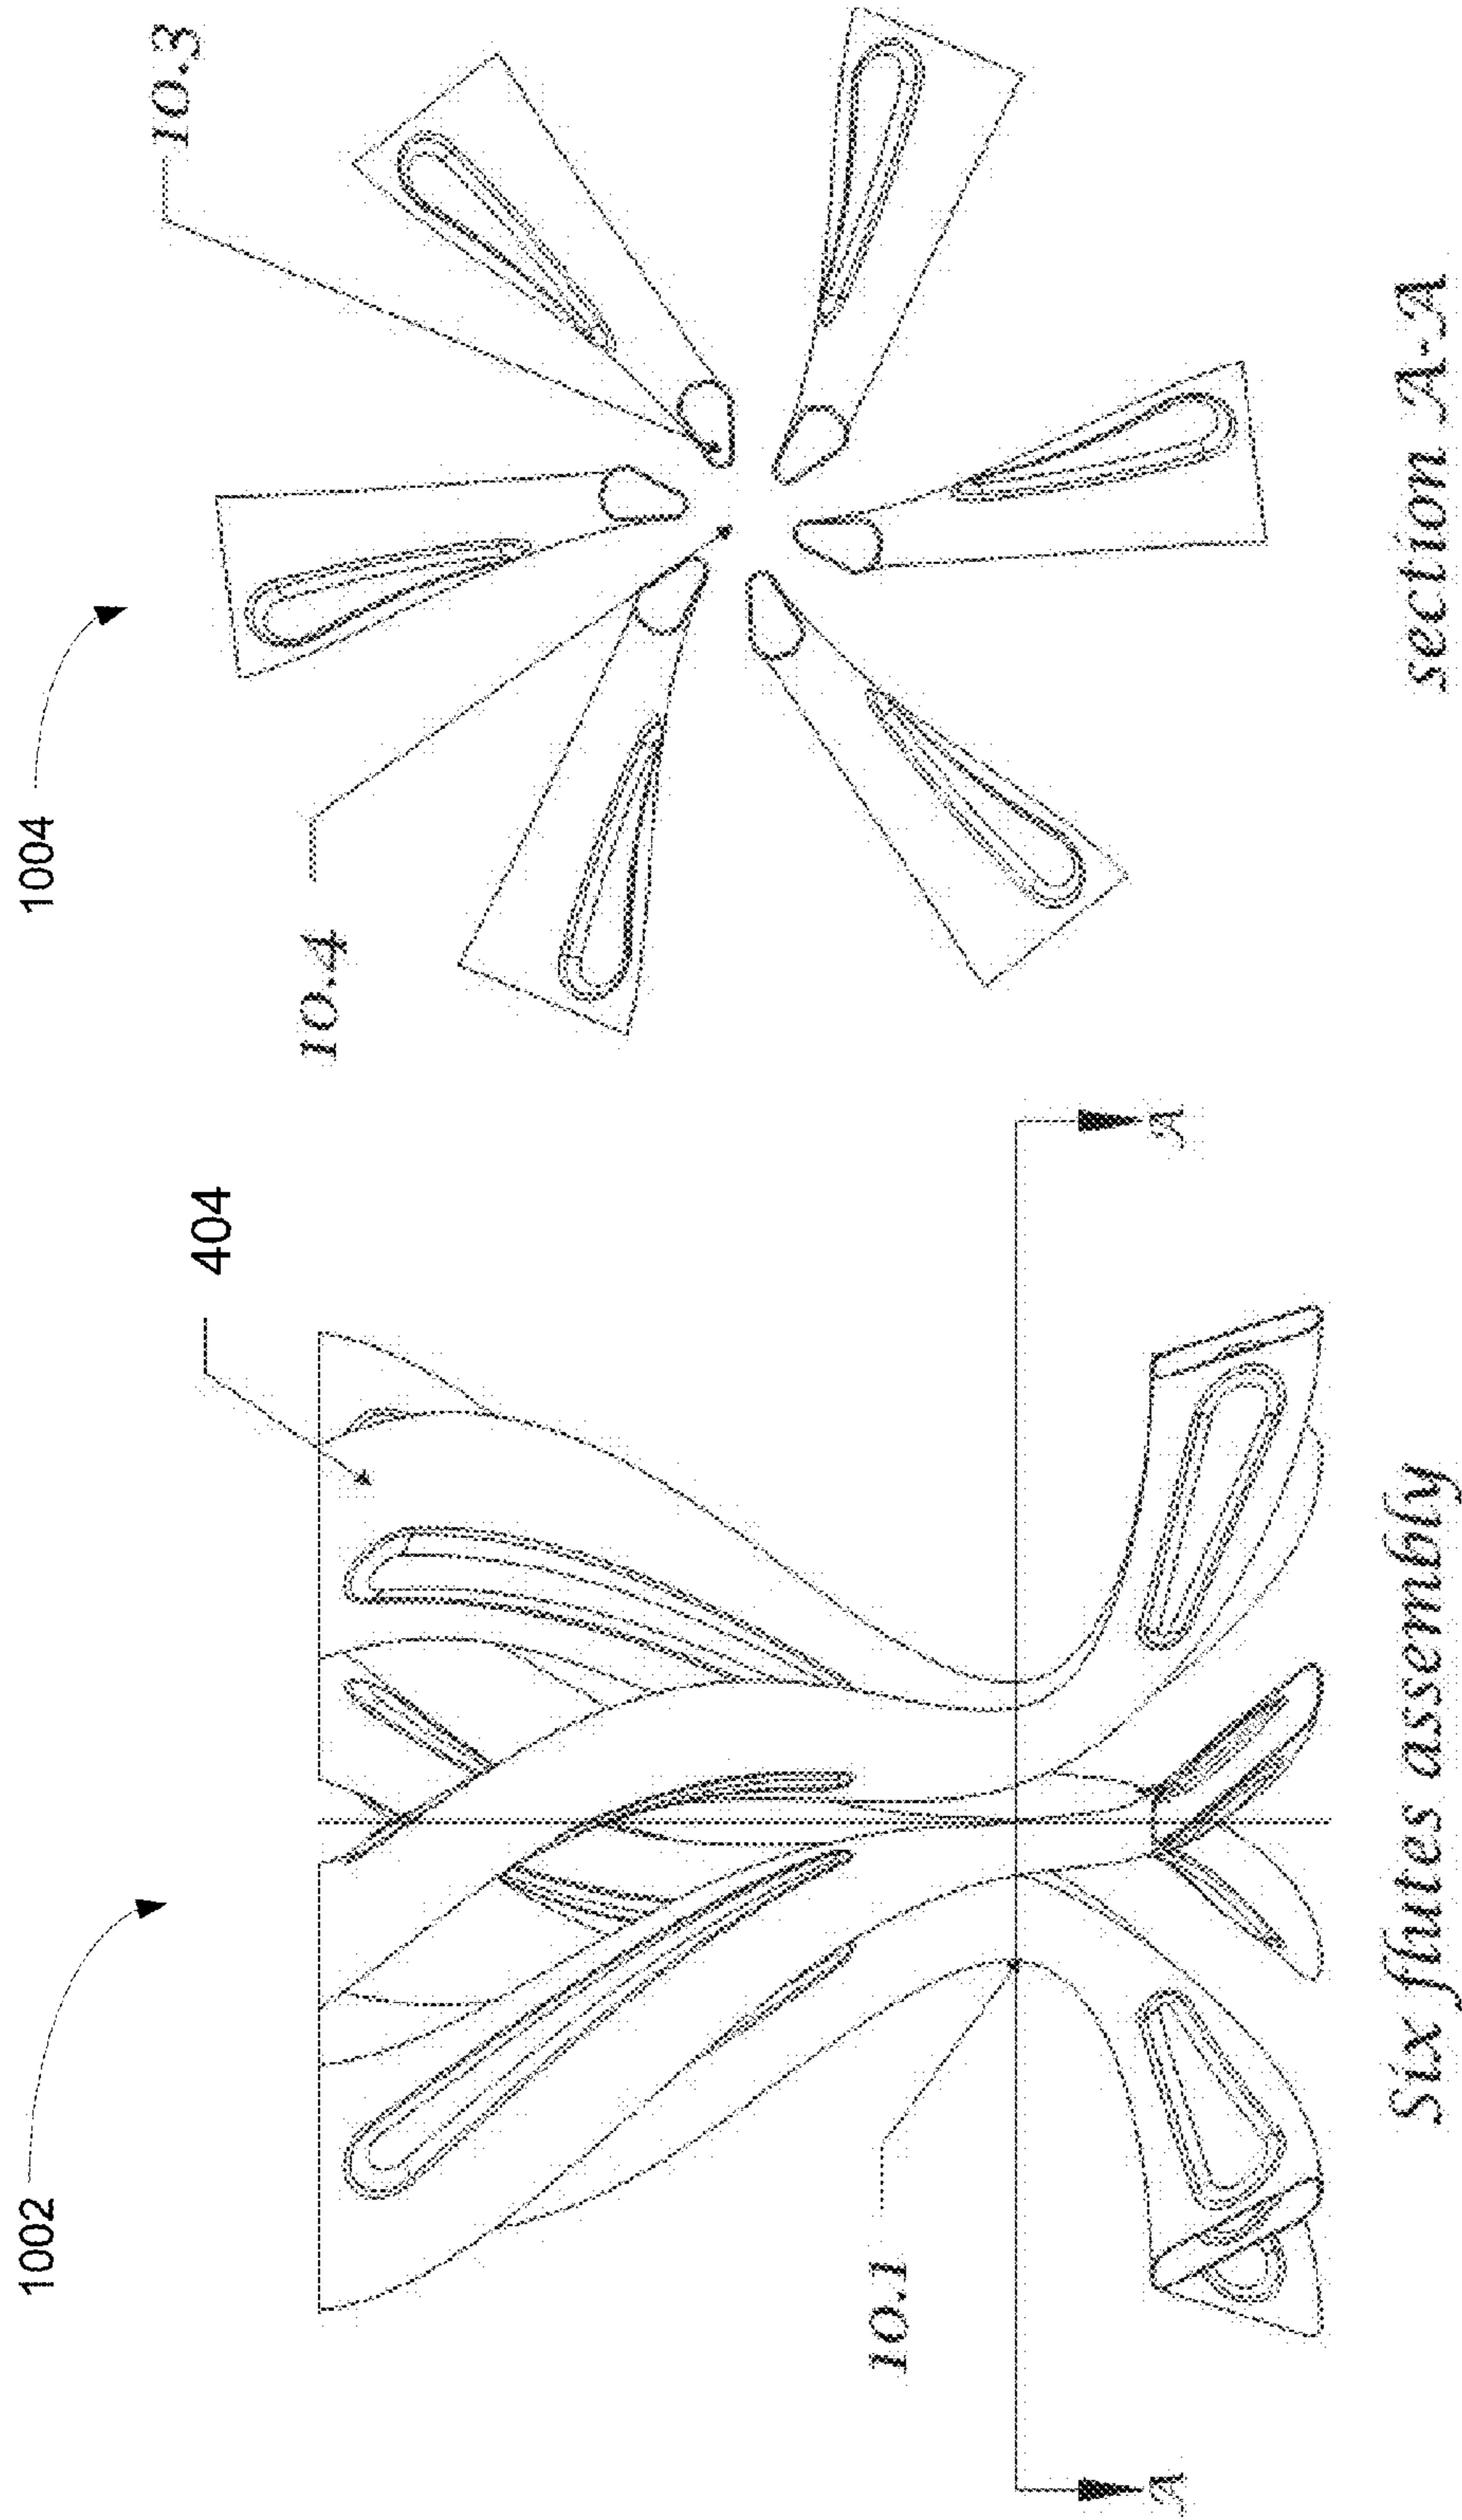 1002
1004
404
10.3
10.4
10.1
A
A
Six flutes assembly
section A-A